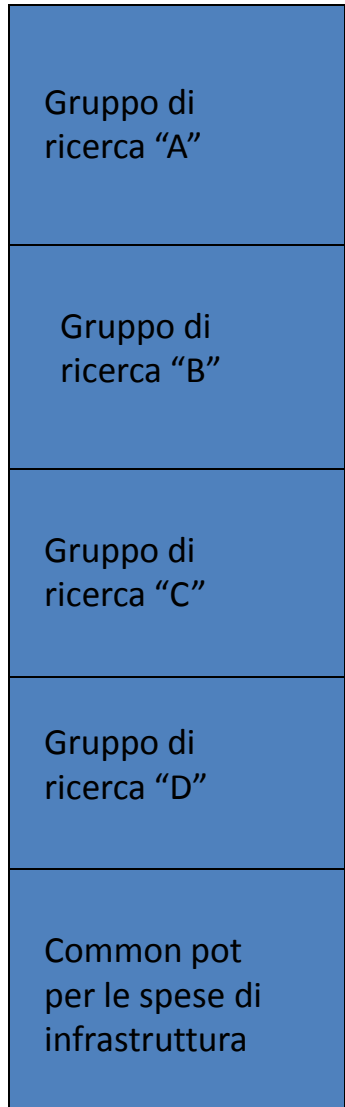 Gruppo di
ricerca “A”
Gruppo di
ricerca “B”
Gruppo di
ricerca “C”
Gruppo di
ricerca “D”
Common pot
per le spese di
infrastruttura